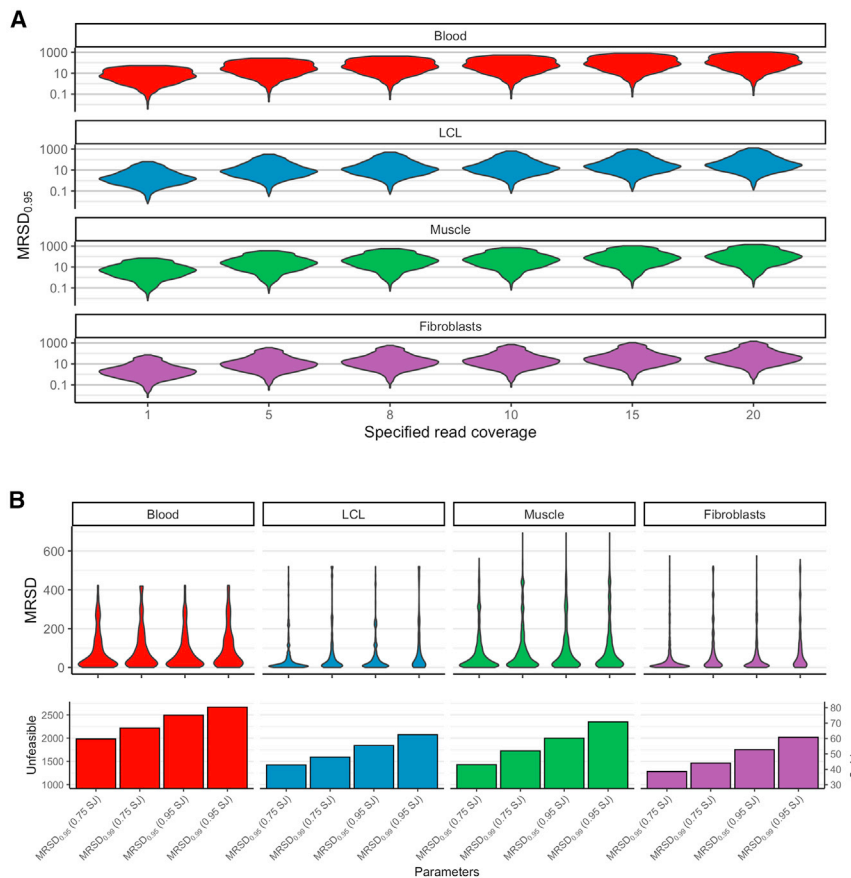 A
Blood
1000
10
0.1
LCL
1000
10
0.1
Muscle
1000
10
0.1
Fibroblasts
1000
10
0.1
MRSD0.95
1 5 8 10 15 20
Specified read coverage
B
Blood LCL Muscle Fibroblasts
600
400
200
0
MRSD
2500
2000
1500
1000
Unfeasible
80
70
60
50
40
30
MRSD0.95 (0.75 SJ) MRSD0.99 (0.75 SJ) MRSD0.95 (0.95 SJ) MRSD0.99 (0.95 SJ) MRSD0.95 (0.75 SJ) MRSD0.99 (0.75 SJ) MRSD0.95 (0.95 SJ) MRSD0.99 (0.95 SJ) MRSD0.95 (0.75 SJ) MRSD0.99 (0.75 SJ) MRSD0.95 (0.95 SJ) MRSD0.99 (0.95 SJ) MRSD0.95 (0.75 SJ) MRSD0.99 (0.75 SJ) MRSD0.95 (0.95 SJ) MRSD0.99 (0.95 SJ)
Parameters